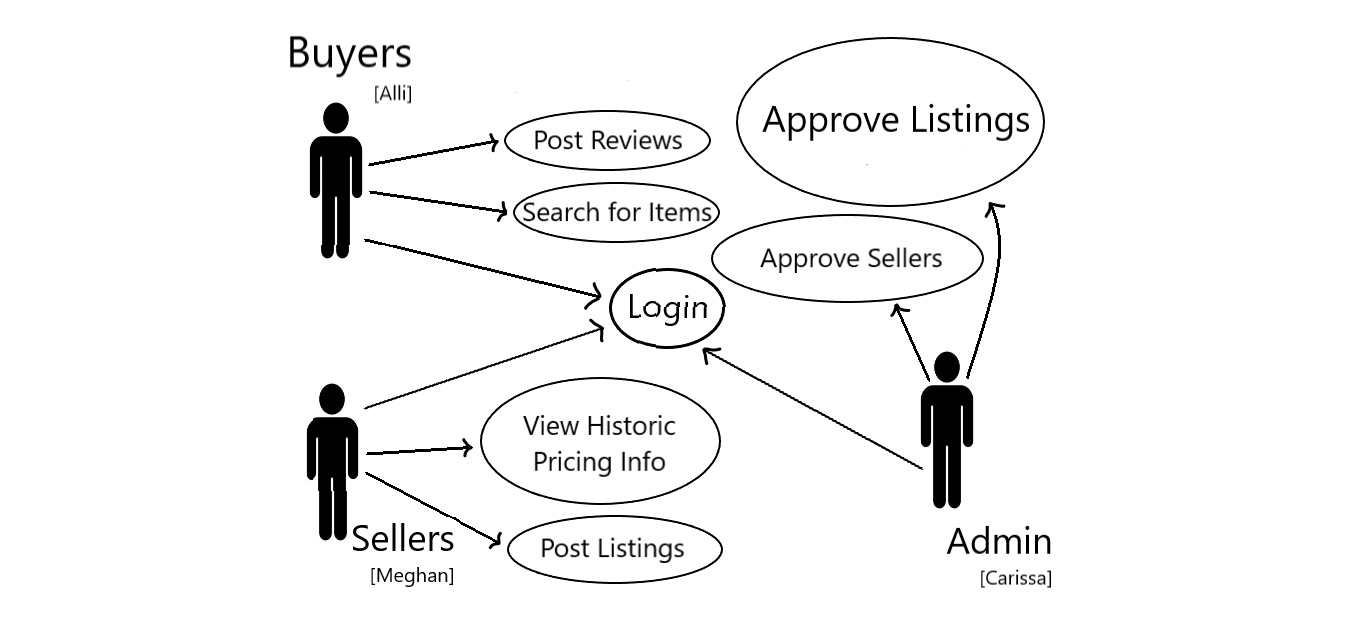 Buyers
[Alli]
Post Reviews
Search for Items
Approve Listings
Approve Sellers
Login
View Historic
Pricing Info
Post Listings
Sellers
[Meghan]
Admin
[Carissa]